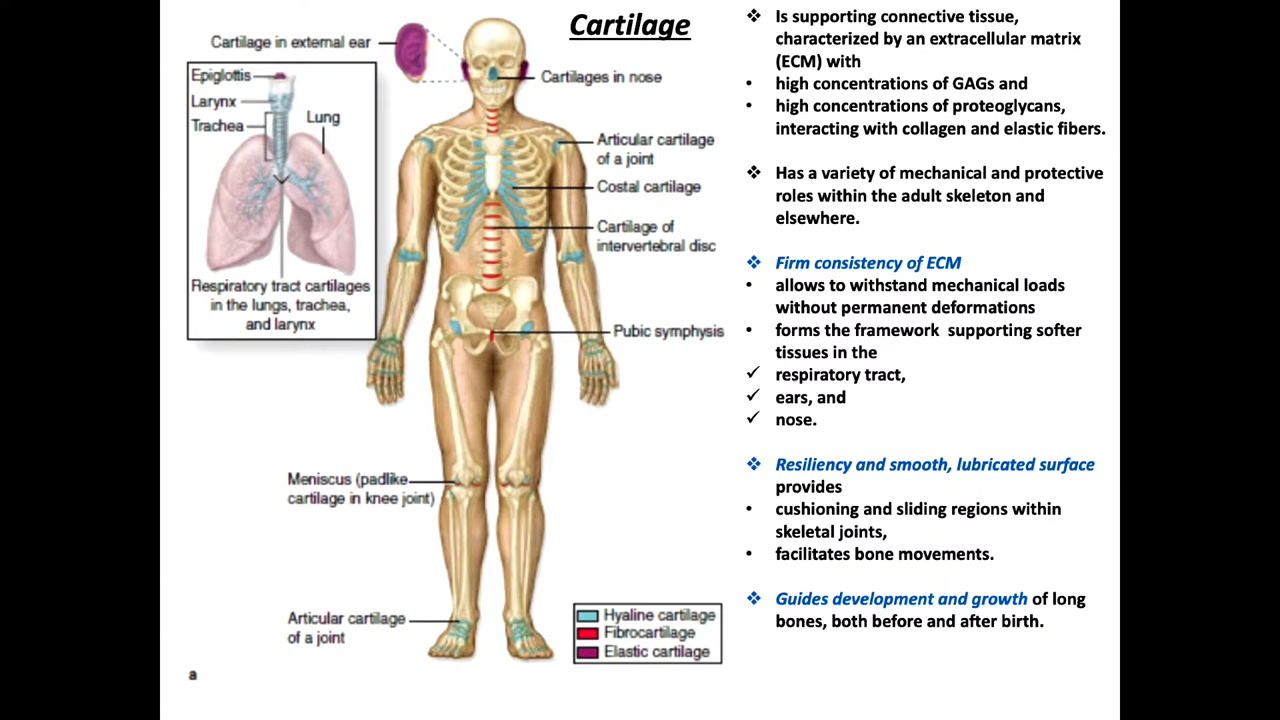 Cartilage
Cartilage in external ear
Epiglottis
Larynx
Trachea
Lung
Respiratory tract cartilages
in the lungs, trachea,
and larynx
Cartilages in nose
Articular cartilage
of a joint
Costal cartilage
Cartilage of
intervertebral disc
Pubic symphysis
Meniscus (padlike
cartilage in knee joint)
Articular cartilage
of a joint
Hyaline cartilage
Fibrocartilage
Elastic cartilage
a
❖ Is supporting connective tissue,
characterized by an extracellular matrix
(ECM) with
• high concentrations of GAGs and
• high concentrations of proteoglycans,
interacting with collagen and elastic fibers.
❖ Has a variety of mechanical and protective
roles within the adult skeleton and
elsewhere.
❖ Firm consistency of ECM
• allows to withstand mechanical loads
without permanent deformations
• forms the framework supporting softer
tissues in the
✓ respiratory tract,
✓ ears, and
✓ nose.
❖ Resiliency and smooth, lubricated surface
provides
• cushioning and sliding regions within
skeletal joints,
• facilitates bone movements.
❖ Guides development and growth of long
bones, both before and after birth.